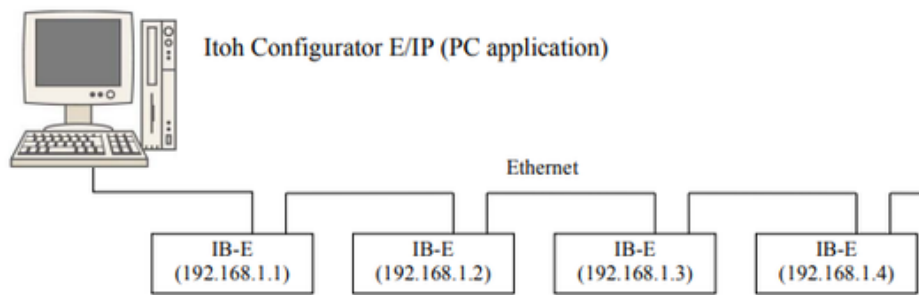 Itoh Configurator E/IP (PC application)
Ethernet
IB-E
(192.168.1.1)
IB-E
(192.168.1.2)
IB-E
(192.168.1.3)
IB-E
(192.168.1.4)